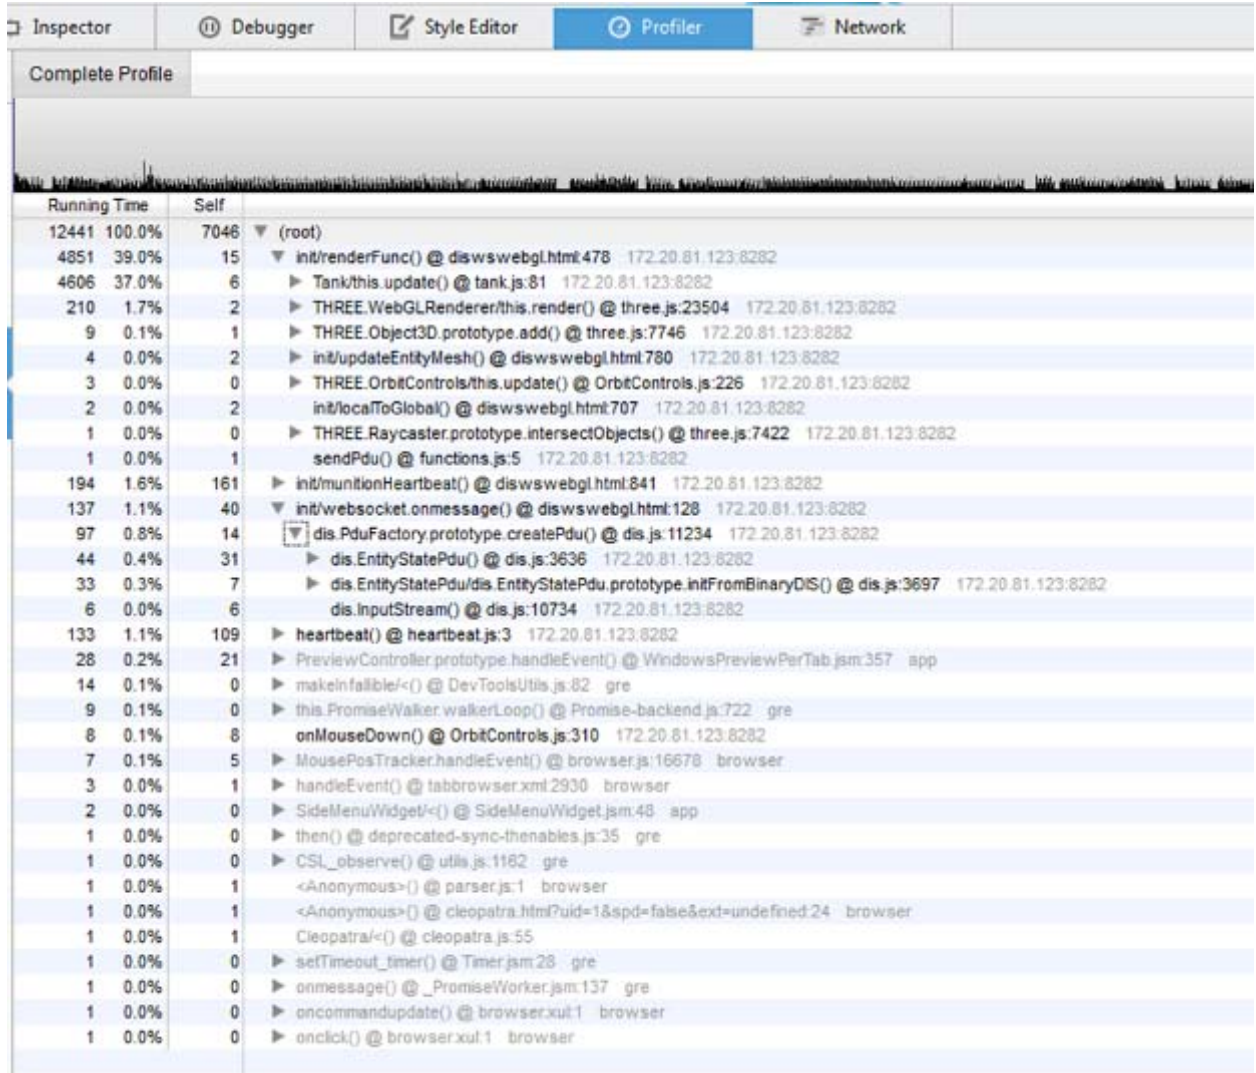 Inspector Debugger Style Editor Profiler Network
Complete Profile
Running Time Self
12441 100.0% 7046 (root)
4851 39.0% 15 init/renderFunc() @ diswswebgl.html:478 172.20.81.123:8282
4606 37.0% 6 Tank/this.update() @ tank.js:81 172.20.81.123:8282
210 1.7% 2 THREE.WebGLRenderer/this.render() @ three.js:23504 172.20.81.123:8282
9 0.1% 1 THREE.Object3D.prototype.add() @ three.js:7746 172.20.81.123:8282
4 0.0% 2 init/updateEntityMesh() @ diswswebgl.html:780 172.20.81.123:8282
3 0.0% 0 THREE.OrbitControls/this.update() @ OrbitControls.js:226 172.20.81.123:8282
2 0.0% 2 init/localToGlobal() @ diswswebgl.html:707 172.20.81.123:8282
1 0.0% 0 THREE.Raycaster.prototype.intersectObjects() @ three.js:7422 172.20.81.123:8282
1 0.0% 1 sendPdu() @ functions.js:5 172.20.81.123:8282
194 1.6% 161 init/munitionHeartbeat() @ diswswebgl.html:841 172.20.81.123:8282
137 1.1% 40 init/websocket.onmessage() @ diswswebgl.html:128 172.20.81.123:8282
97 0.8% 14 dis.PduFactory.prototype.createPdu() @ dis.js:11234 172.20.81.123:8282
44 0.4% 31 dis.EntityStatePdu() @ dis.js:3636 172.20.81.123:8282
33 0.3% 7 dis.EntityStatePdu/dis.EntityStatePdu.prototype.initFromBinaryDIS() @ dis.js:3697 172.20.81.123:8282
6 0.0% 6 dis.InputStream() @ dis.js:10734 172.20.81.123:8282
133 1.1% 109 heartbeat() @ heartbeat.js:3 172.20.81.123:8282
28 0.2% 21 PreviewController.prototype.handleEvent() @ WindowsPreviewPerTab.jsm:357 app
14 0.1% 0 makeInfallible/<() @ DevToolsUtils.js:82 gre
9 0.1% 0 this.PromiseWalker.walkerLoop() @ Promise-backend.js:722 gre
8 0.1% 8 onMouseDown() @ OrbitControls.js:310 172.20.81.123:8282
7 0.1% 5 MousePosTracker.handleEvent() @ browser.js:16678 browser
3 0.0% 1 handleEvent() @ tabbrowser.xml:2930 browser
2 0.0% 0 SideMenuWidget/<() @ SideMenuWidget.jsm:48 app
1 0.0% 0 then() @ deprecated-sync-thenables.js:35 gre
1 0.0% 0 CSL_observe() @ utils.js:1162 gre
1 0.0% 1 <Anonymous>() @ parser.js:1 browser
1 0.0% 1 <Anonymous>() @ cleopatra.html?uid=1&spd=false&ext=undefined:24 browser
1 0.0% 1 Cleopatra/<() @ cleopatra.js:55
1 0.0% 0 setTimeout_timer() @ Timer.jsm:28 gre
1 0.0% 0 onmessage() @ _PromiseWorker.jsm:137 gre
1 0.0% 0 oncommandupdate() @ browser.xul:1 browser
1 0.0% 0 onclick() @ browser.xul:1 browser